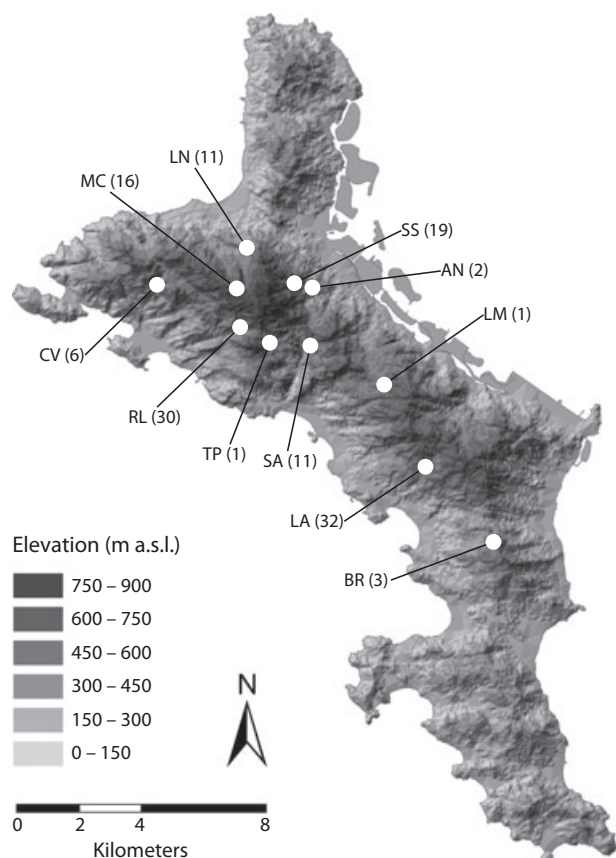 LN (11)
MC (16)
SS (19)
AN (2)
LM (1)
CV (6)
RL (30)
TP (1)
SA (11)
LA (32)
BR (3)
Elevation (m a.s.l.)
750 – 900
600 – 750
450 – 600
300 – 450
150 – 300
0 – 150
N
0 2 4 8
Kilometers